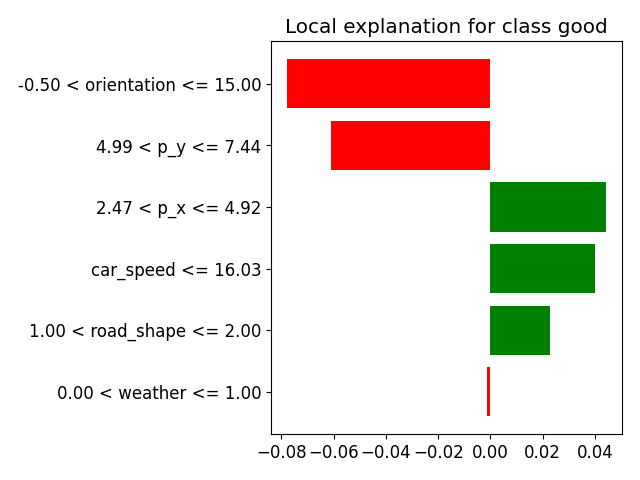 Local explanation for class good
-0.50 < orientation <= 15.00
4.99 < p_y <= 7.44
2.47 < p_x <= 4.92
car_speed <= 16.03
1.00 < road_shape <= 2.00
0.00 < weather <= 1.00
−0.08 −0.06 −0.04 −0.02 0.00 0.02 0.04